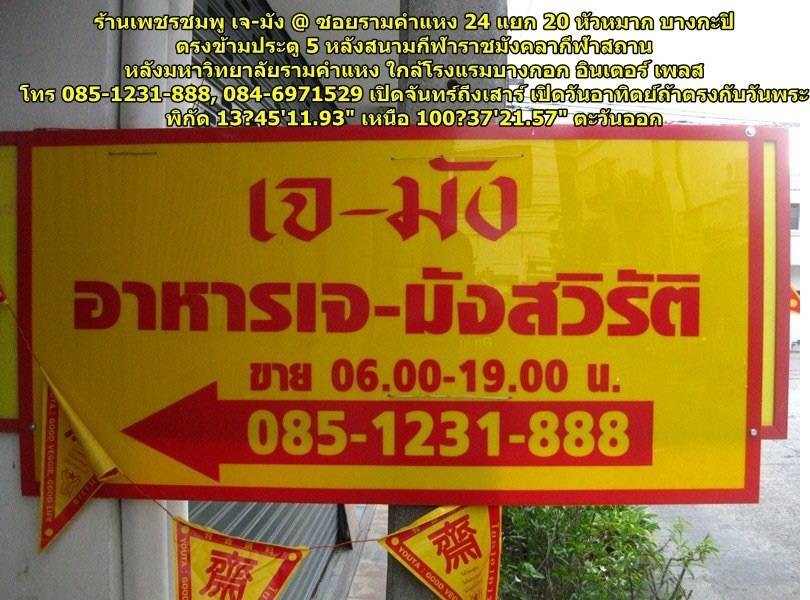 ร้านเพชรชมพู เจ-มัง @ ซอยรามคำแหง 24 แยก 20 หัวหมาก บางกะปิ
ตรงข้ามประตู 5 หลังสนามกีฬาราชมังคลากีฬาสถาน
หลังมหาวิทยาลัยรามคำแหง ใกล้โรงแรมบางกอก อินเตอร์ เพลส
โทร 085-1231-888, 084-6971529 เปิดจันทร์ถึงเสาร์ เปิดวันอาทิตย์ถ้าตรงกับวันพระ
พิกัด 13?45'11.93" เหนือ 100?37'21.57" ตะวันออก
เจ-มัง
อาหารเจ-มังสวิรัติ
ขาย 06.00-19.00 น.
085-1231-888
YOUTA : GOOD VEGGIE, GOOD LIFE
齋
YOUTA : GOOD
齋
YOUTA : GOOD